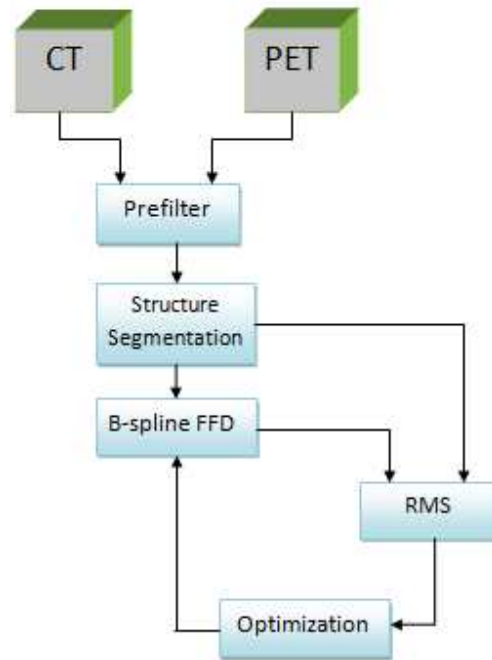 CT
PET
Prefilter
Structure
Segmentation
B-spline FFD
RMS
Optimization